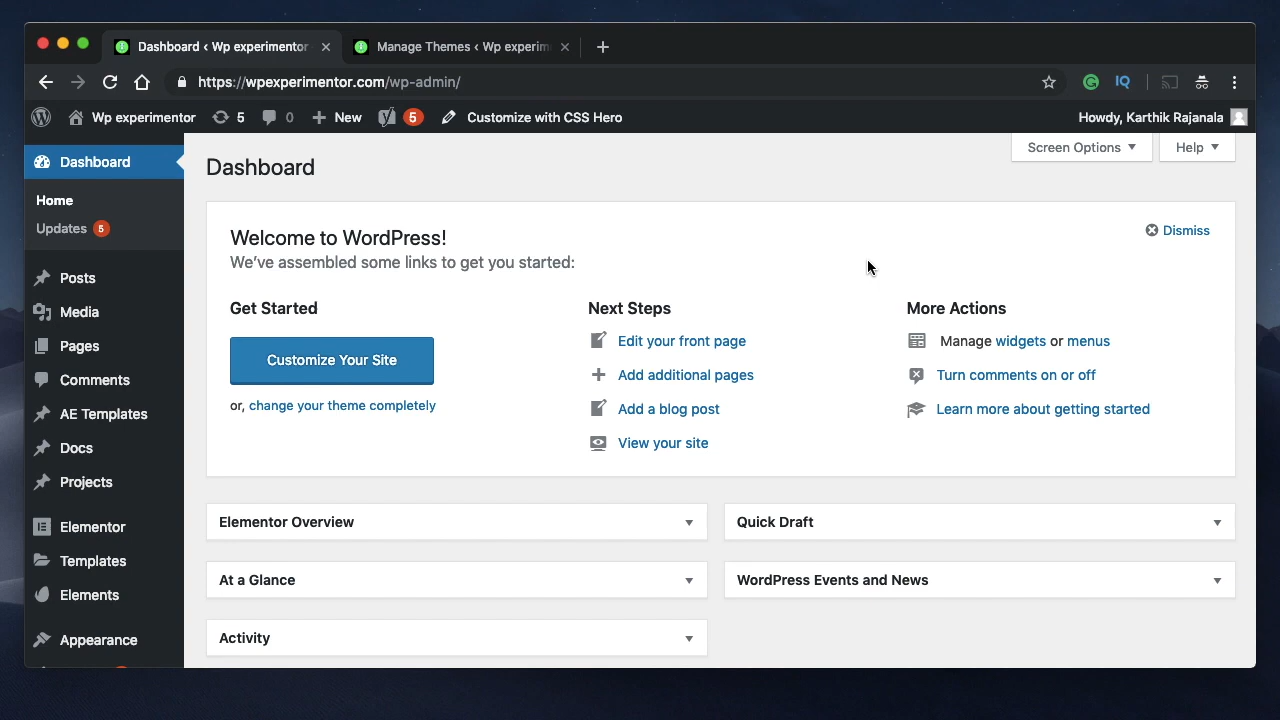 Dashboard ‹ Wp experimentor
Manage Themes ‹ Wp experim
https://wpexperimentor.com/wp-admin/
IQ
Wp experimentor 5 0 New 5 Customize with CSS Hero Howdy, Karthik Rajanala
Dashboard
Home
Updates 5
Posts
Media
Pages
Comments
AE Templates
Docs
Projects
Elementor
Templates
Elements
Appearance
Screen Options Help
Dashboard
Welcome to WordPress!
We've assembled some links to get you started:
Dismiss
Get Started
Customize Your Site
or, change your theme completely
Next Steps
Edit your front page
Add additional pages
Add a blog post
View your site
More Actions
Manage widgets or menus
Turn comments on or off
Learn more about getting started
Elementor Overview
At a Glance
Activity
Quick Draft
WordPress Events and News